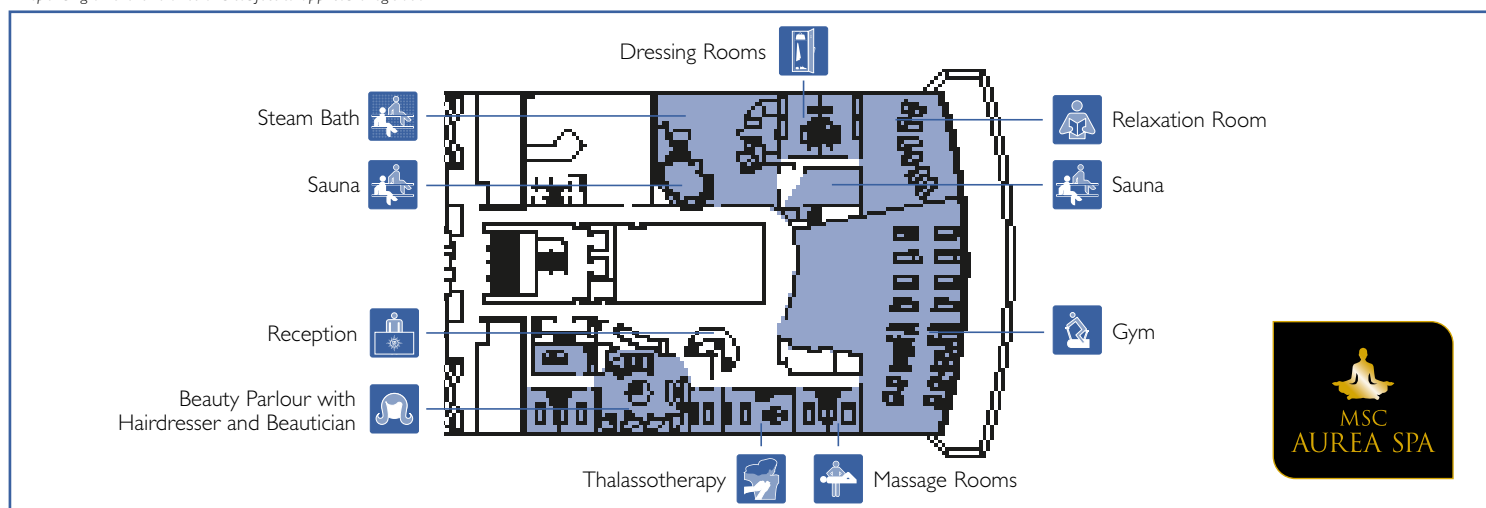 Dressing Rooms
Steam Bath
Relaxation Room
Sauna
Sauna
Reception
Gym
Beauty Parlour with
Hairdresser and Beautician
Thalassotherapy
Massage Rooms
MSC
AUREA SPA